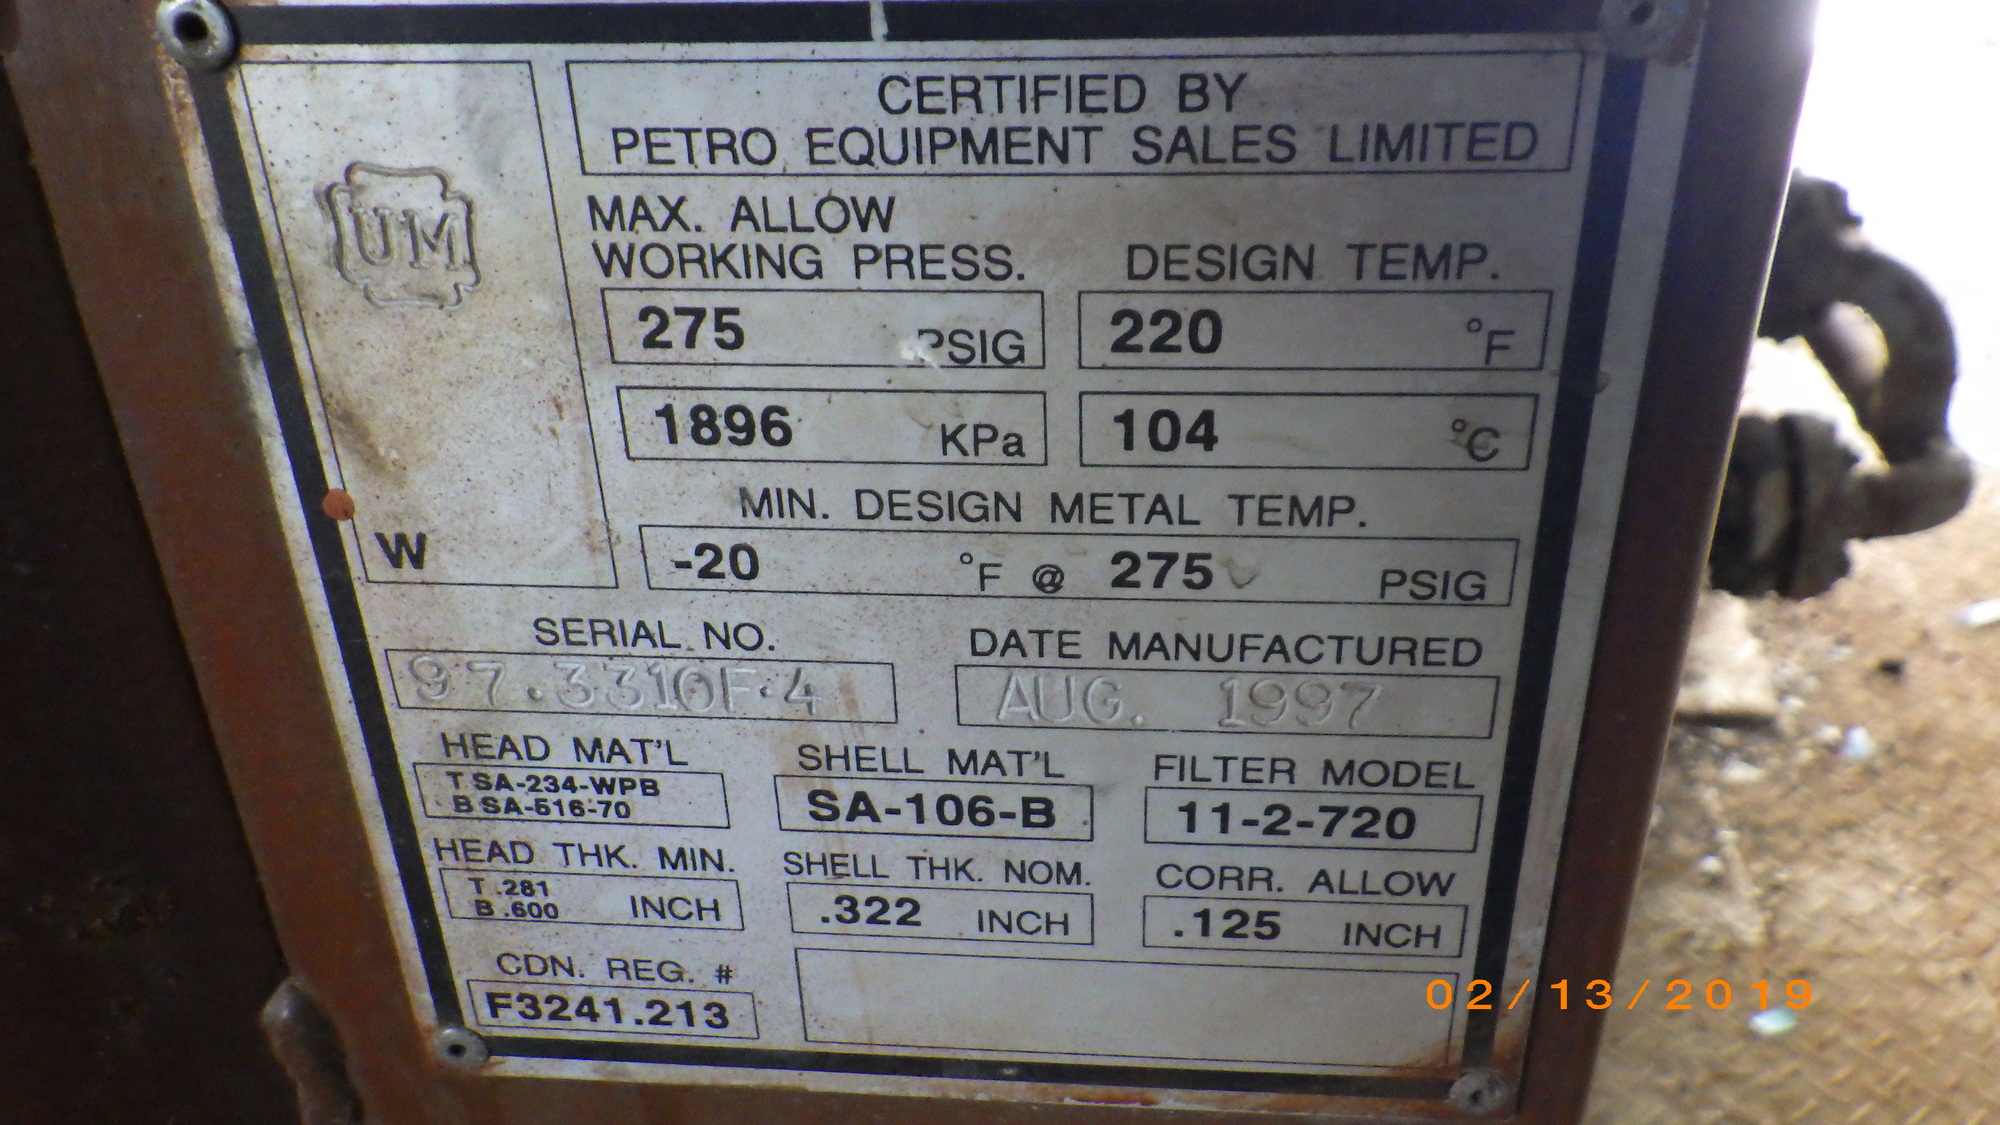 CERTIFIED BY
PETRO EQUIPMENT SALES LIMITED
UM
W
MAX. ALLOW
WORKING PRESS.
275 PSIG
1896 KPa
DESIGN TEMP.
220 °F
104 °C
MIN. DESIGN METAL TEMP.
-20 °F @ 275 PSIG
SERIAL NO.
97.3310F.4
DATE MANUFACTURED
AUG. 1997
HEAD MAT'L
T SA-234-WPB
B SA-516-70
SHELL MAT'L
SA-106-B
FILTER MODEL
11-2-720
HEAD THK. MIN.
T .281
B .600 INCH
SHELL THK. NOM.
.322 INCH
CORR. ALLOW
.125 INCH
CDN. REG. #
F3241.213
02/13/2019